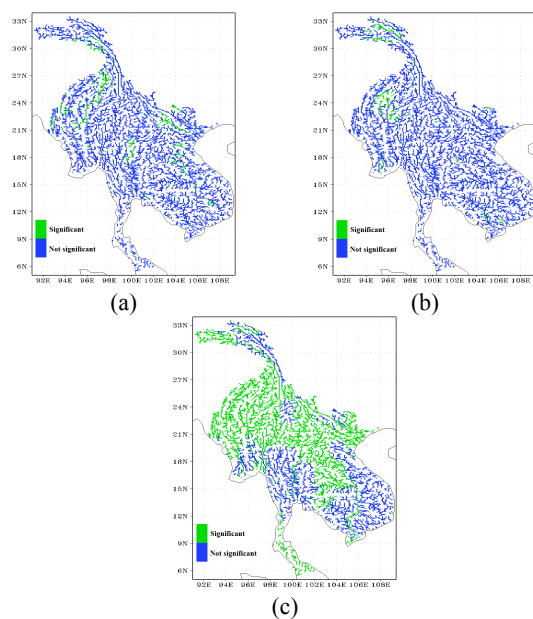 33N
30N
27N
24N
21N
18N
15N
12N
9N
6N
Significant
Not significant
92E 94E 96E 98E 100E 102E 104E 106E 108E
(a)
33N
30N
27N
24N
21N
18N
15N
12N
9N
6N
Significant
Not significant
92E 94E 96E 98E 100E 102E 104E 106E 108E
(b)
33N
30N
27N
24N
21N
18N
15N
12N
9N
6N
Significant
Not significant
92E 94E 96E 98E 100E 102E 104E 106E 108E
(c)